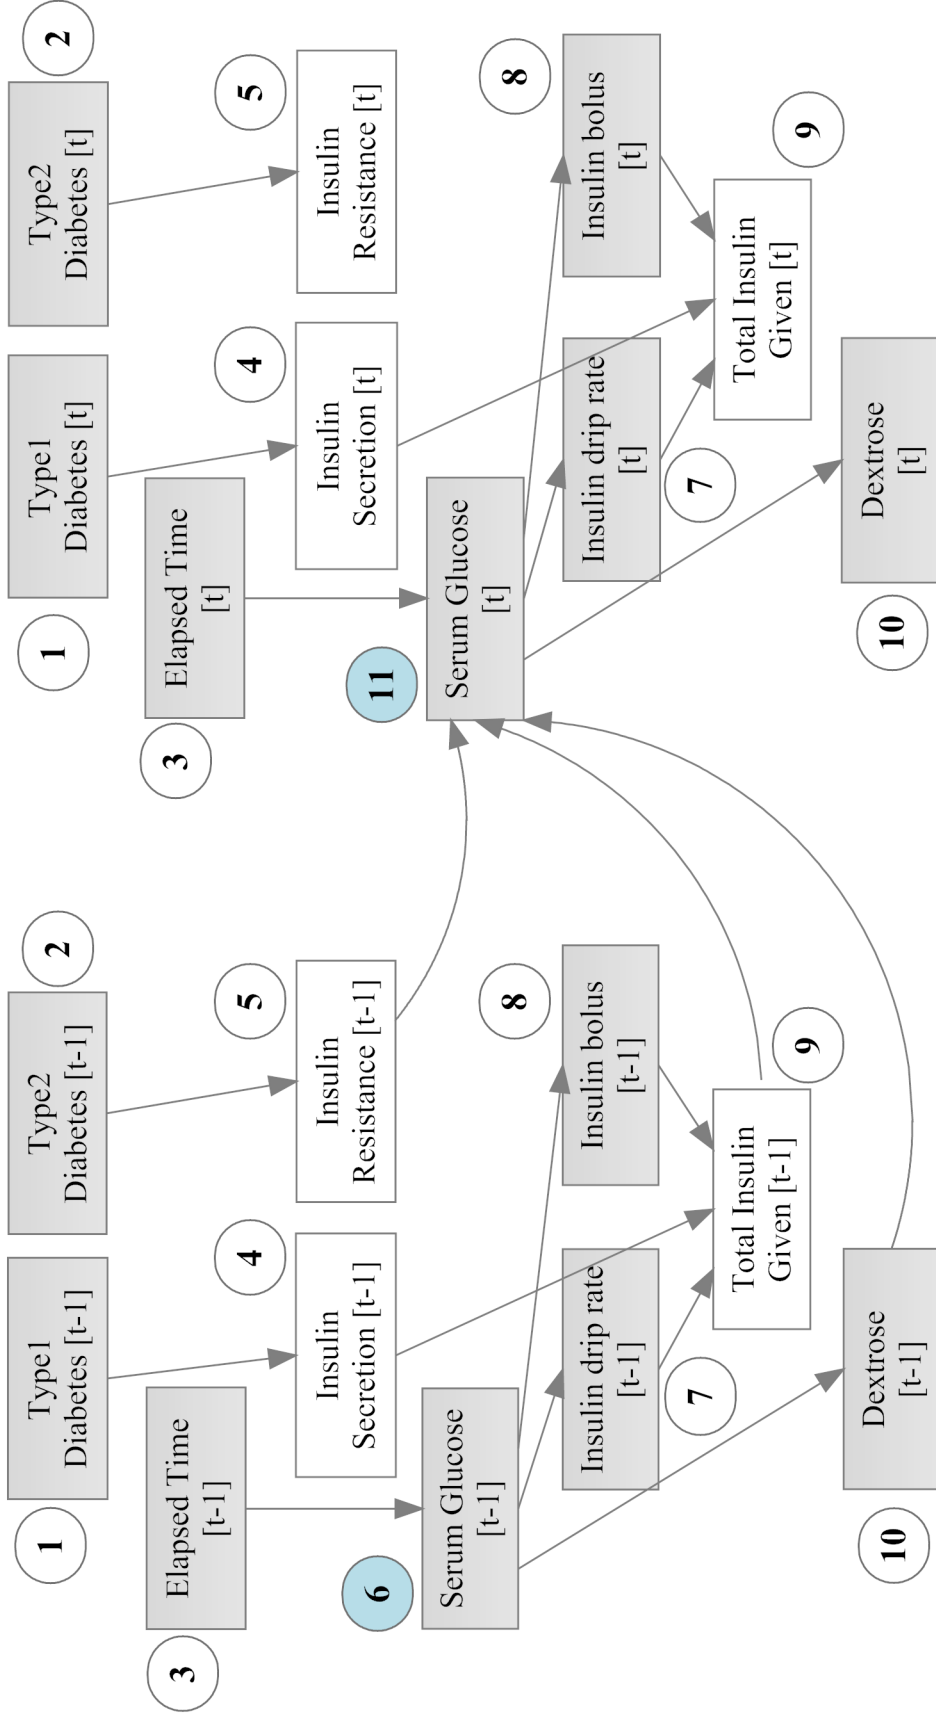 1
Type1
Diabetes [t-1]
Type2
Diabetes [t-1]
2
3
Elapsed Time
[t-1]
4
Insulin
Secretion [t-1]
5
Insulin
Resistance [t-1]
6
Serum Glucose
[t-1]
7
Insulin drip rate
[t-1]
8
Insulin bolus
[t-1]
9
Total Insulin
Given [t-1]
10
Dextrose
[t-1]
1
Type1
Diabetes [t]
Type2
Diabetes [t]
2
3
Elapsed Time
[t]
4
Insulin
Secretion [t]
5
Insulin
Resistance [t]
11
Serum Glucose
[t]
7
Insulin drip rate
[t]
8
Insulin bolus
[t]
9
Total Insulin
Given [t]
10
Dextrose
[t]